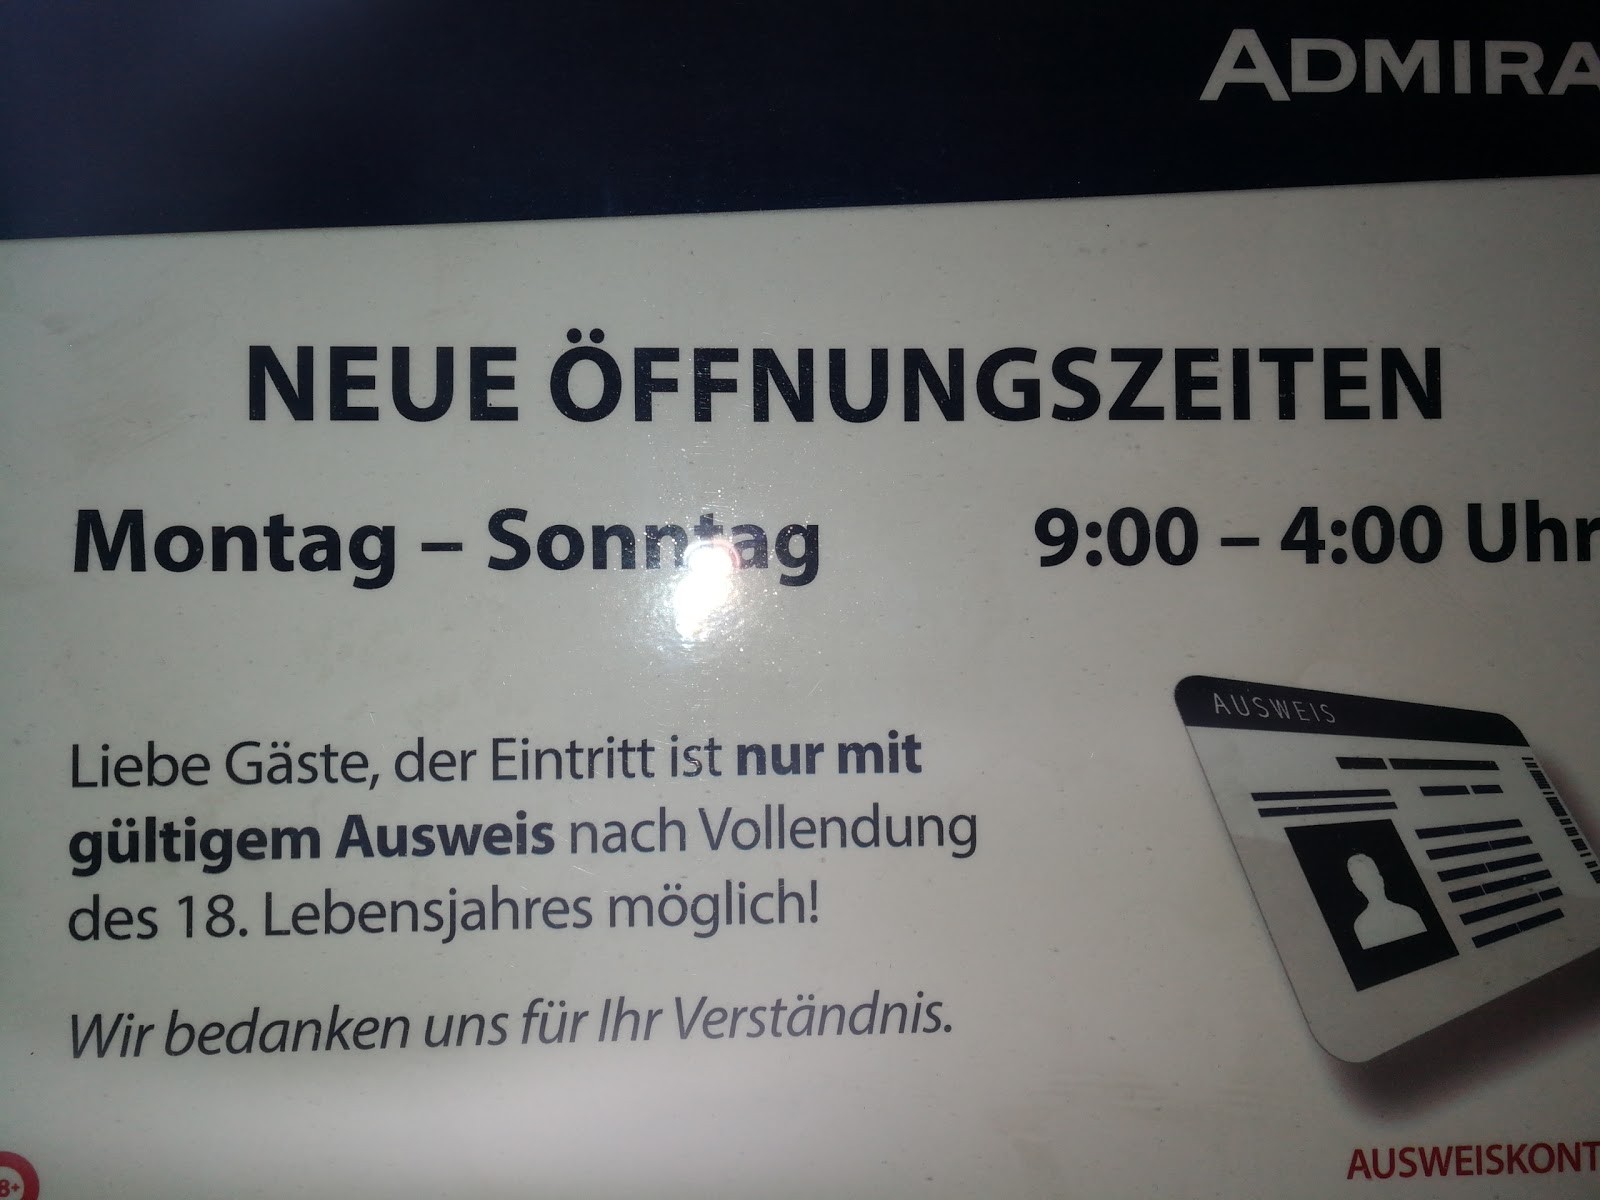 ADMIRA
NEUE ÖFFNUNGSZEITEN
Montag – Sonntag 9:00 – 4:00 Uhr
AUSWEIS
Liebe Gäste, der Eintritt ist nur mit
gültigem Ausweis nach Vollendung
des 18. Lebensjahres möglich!
Wir bedanken uns für Ihr Verständnis.
8+
AUSWEISKONT